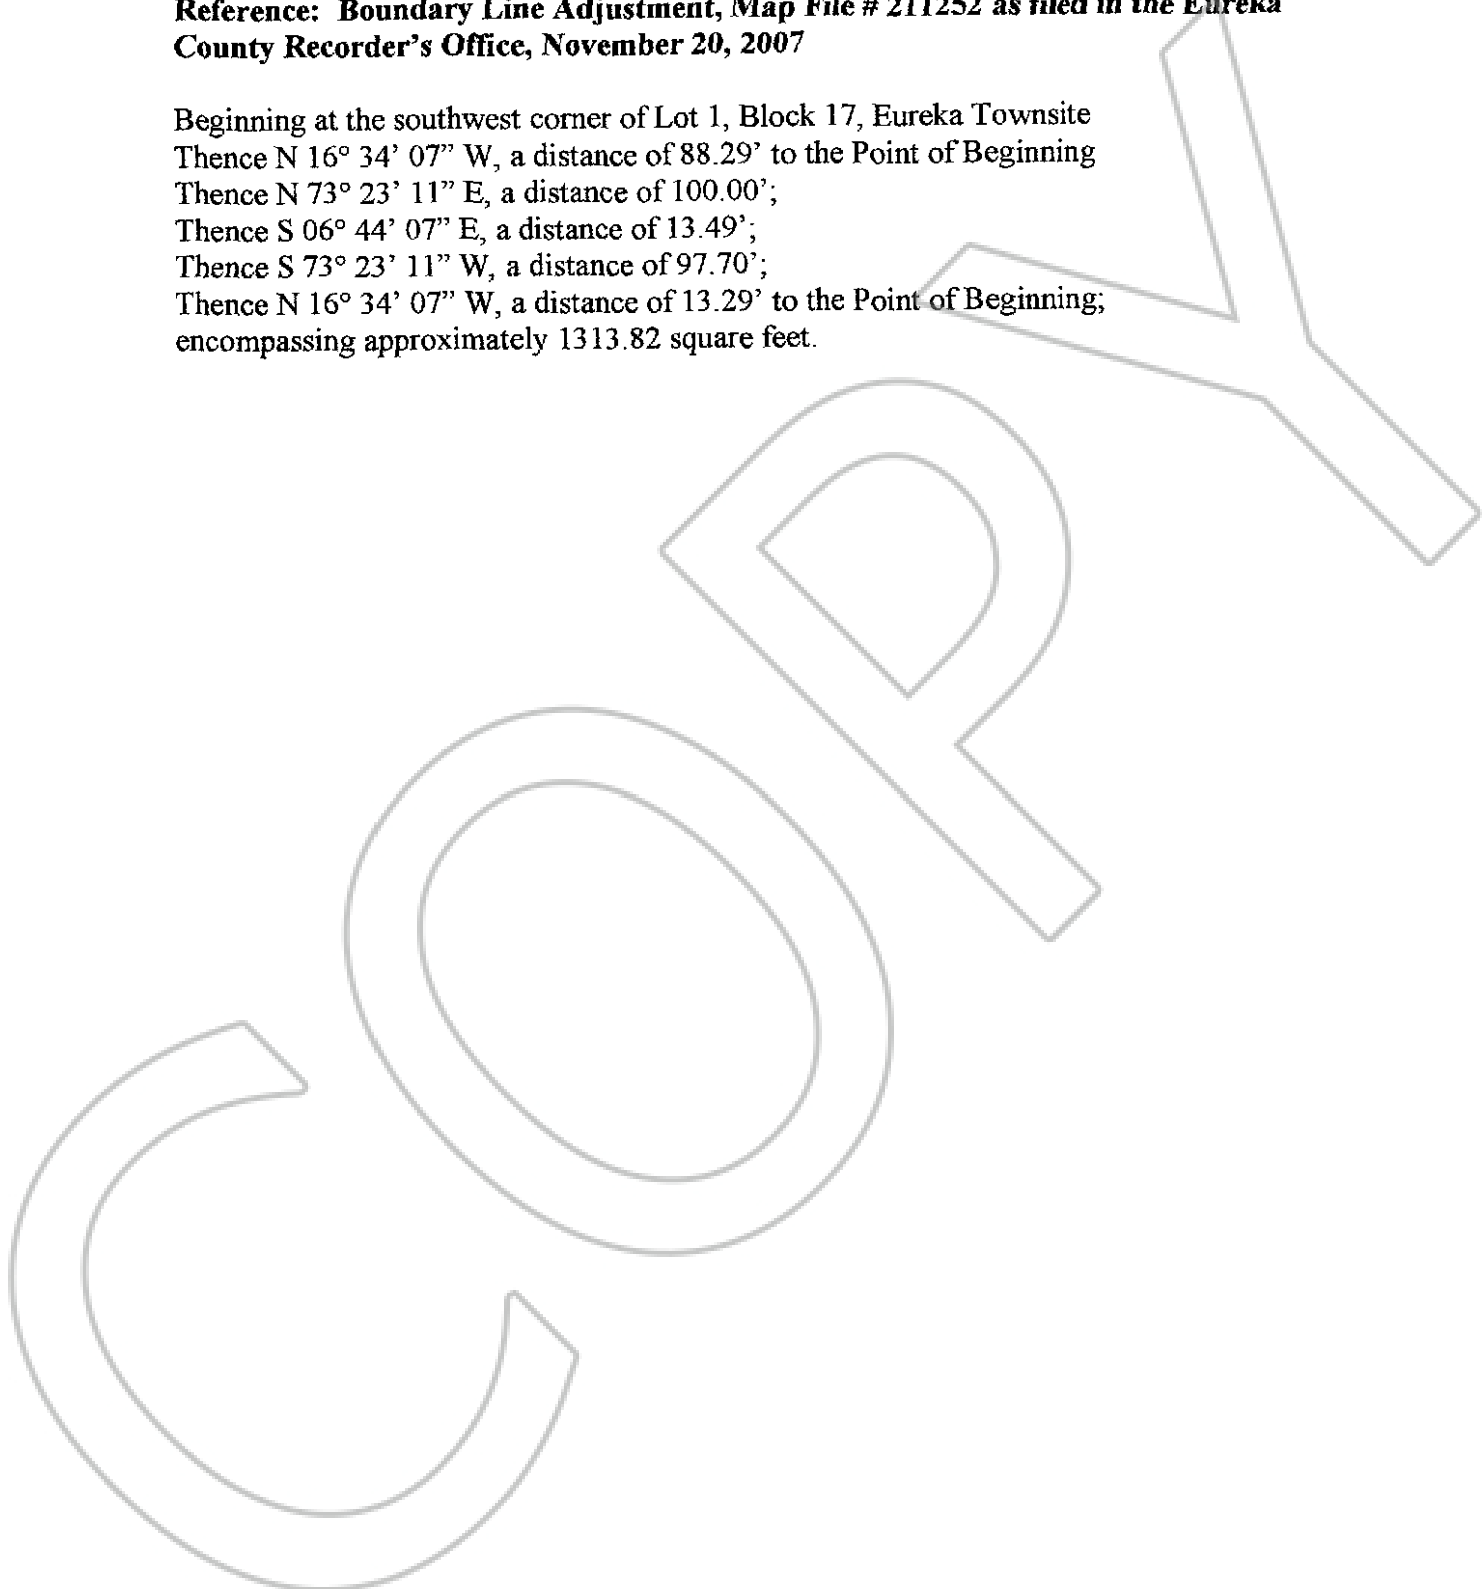 Reference: Boundary Line Adjustment, Map File # 211252 as filed in the Eureka
County Recorder’s Office, November 20, 2007
Beginning at the southwest corner of Lot 1, Block 17, Eureka Townsite
Thence N 16° 34’ 07” W, a distance of 88.29’ to the Point of Beginning
Thence N 73° 23’ 11” E, a distance of 100.00’;
Thence S 06° 44’ 07” E, a distance of 13.49’;
Thence S 73° 23’ 11” W, a distance of 97.70’;
Thence N 16° 34’ 07” W, a distance of 13.29’ to the Point of Beginning;
encompassing approximately 1313.82 square feet.
COPY